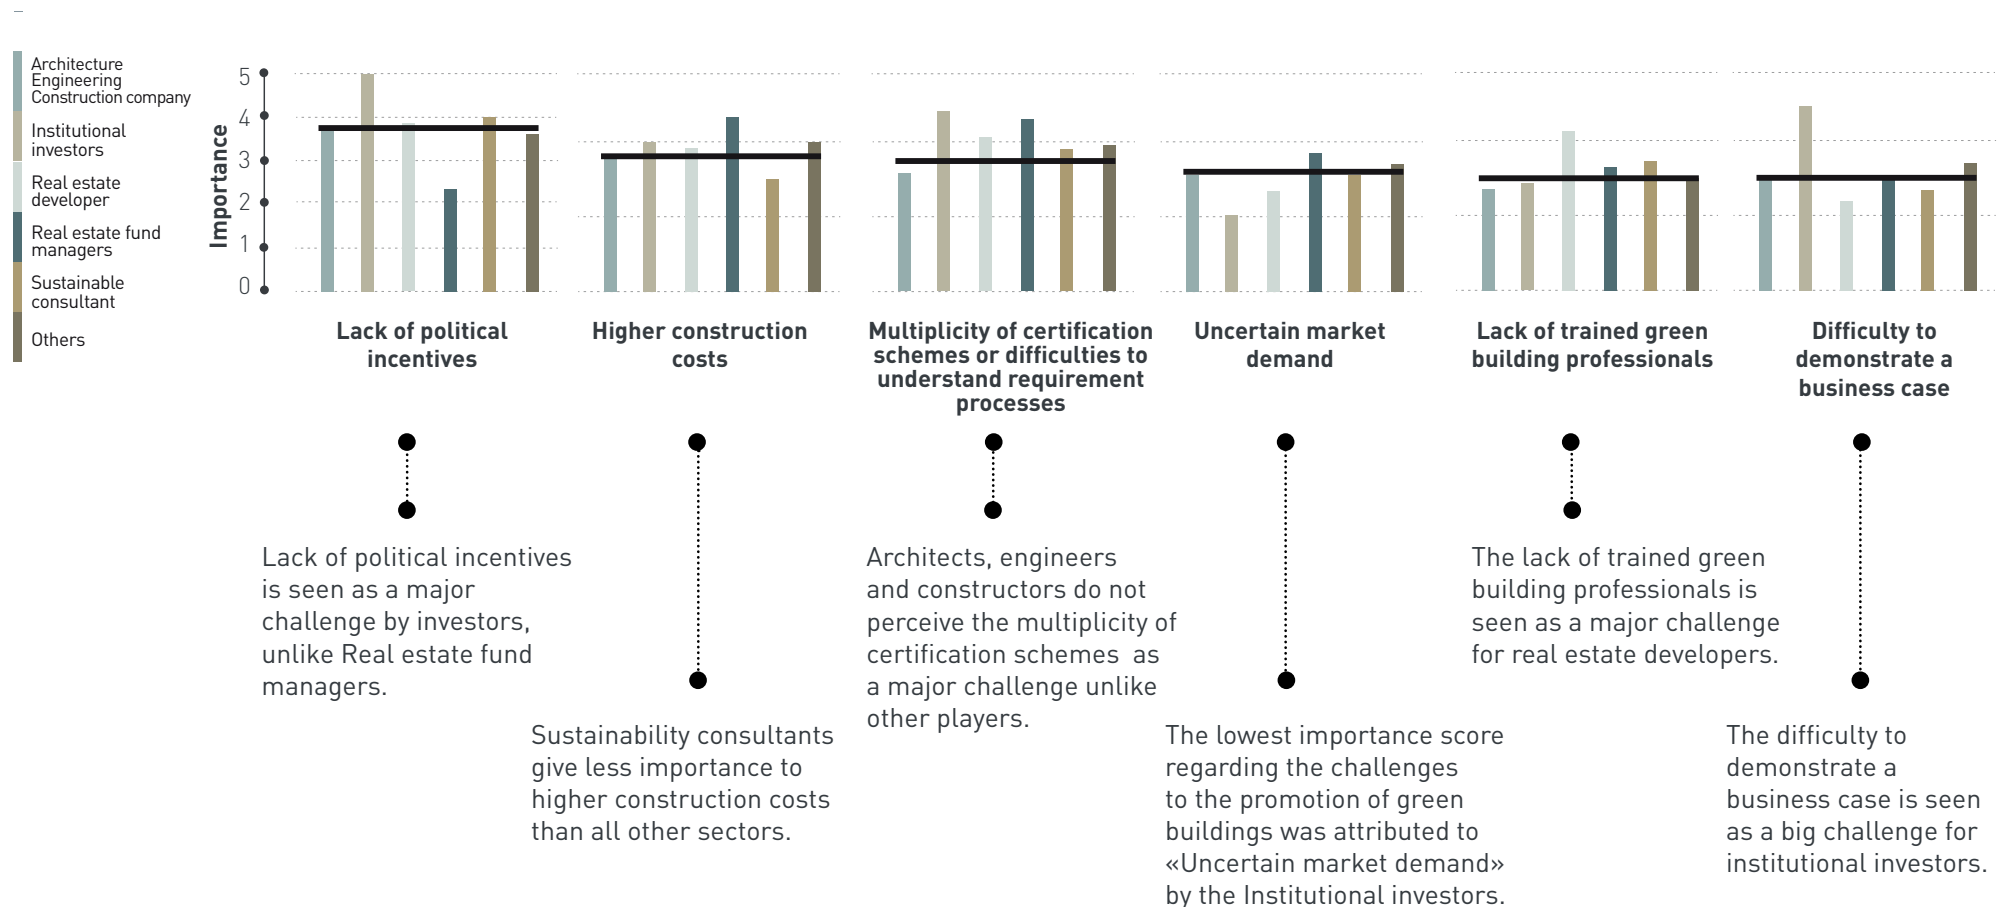 Architecture
Engineering
Construction company
Institutional
investors
Real estate
developer
Real estate fund
managers
Sustainable
consultant
Others
Importance
5
4
3
2
1
0
Lack of political
incentives
Higher construction
costs
Multiplicity of certification
schemes or difficulties to
understand requirement
processes
Uncertain market
demand
Lack of trained green
building professionals
Difficulty to
demonstrate a
business case
Lack of political incentives
is seen as a major
challenge by investors,
unlike Real estate fund
managers.
Sustainability consultants
give less importance to
higher construction costs
than all other sectors.
Architects, engineers
and constructors do not
perceive the multiplicity of
certification schemes as
a major challenge unlike
other players.
The lowest importance score
regarding the challenges
to the promotion of green
buildings was attributed to
«Uncertain market demand»
by the Institutional investors.
The lack of trained green
building professionals is
seen as a major challenge
for real estate developers.
The difficulty to
demonstrate a
business case is seen
as a big challenge for
institutional investors.